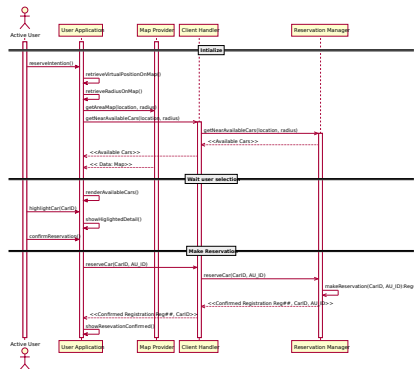 Active User
User Application
Map Provider
Client Handler
Reservation Manager
Intialize
reserveIntention()
retrieveVirtualPositionOnMap()
retrieveRadiusOnMap()
getAreaMap(location, radius)
getNearAvailableCars(location, radius)
getNearAvailableCars(location, radius)
<<Available Cars>>
<<Available Cars>>
<< Data: Map>>
Wait user selection
renderAvailableCars()
highlightCar(CarID)
showHiglightedDetail()
confirmReservation()
Make Reservation
reserveCar(CarID, AU_ID)
reserveCar(CarID, AU_ID)
makeReservation(CarID, AU_ID):Reg
<<Confirmed Registration Reg##, CarID, AU_ID>>
<<Confirmed Registration Reg##, CarID>>
showReservationConfirmed()
Active User
User Application
Map Provider
Client Handler
Reservation Manager